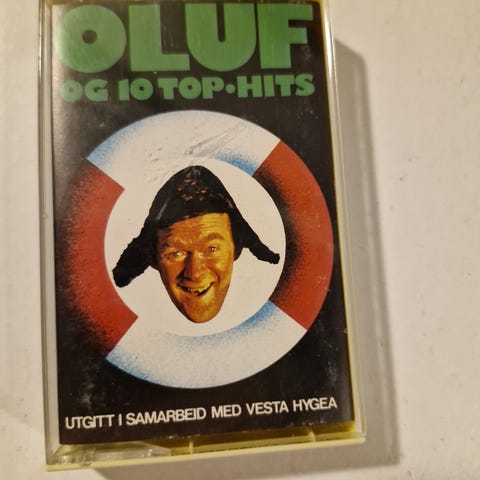 OLUF
OG 10 TOP•HITS
UTGITT I SAMARBEID MED VESTA HYGEA